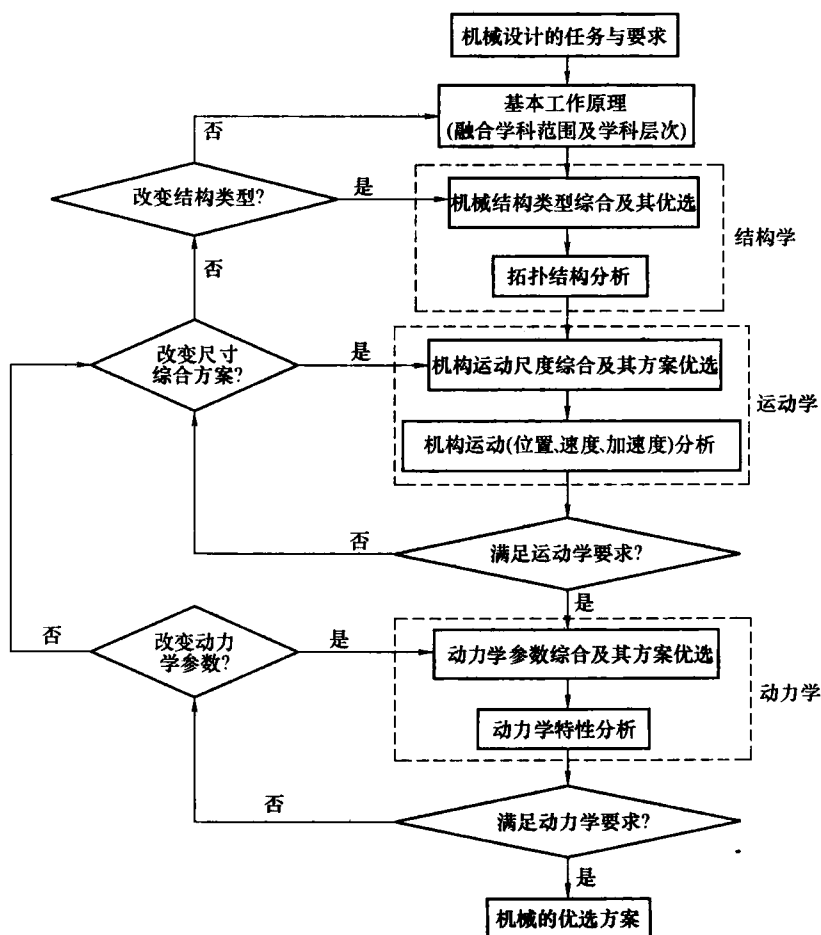 机械设计的任务与要求
基本工作原理
(融合学科范围及学科层次)
否
改变结构类型?
是
机械结构类型综合及其优选
结构学
否
拓扑结构分析
改变尺寸
综合方案?
是
机构运动尺度综合及其方案优选
运动学
机构运动(位置、速度、加速度)分析
否
满足运动学要求?
是
否
改变动力
学参数?
是
动力学参数综合及其方案优选
动力学
动力学特性分析
否
满足动力学要求?
是
机械的优选方案